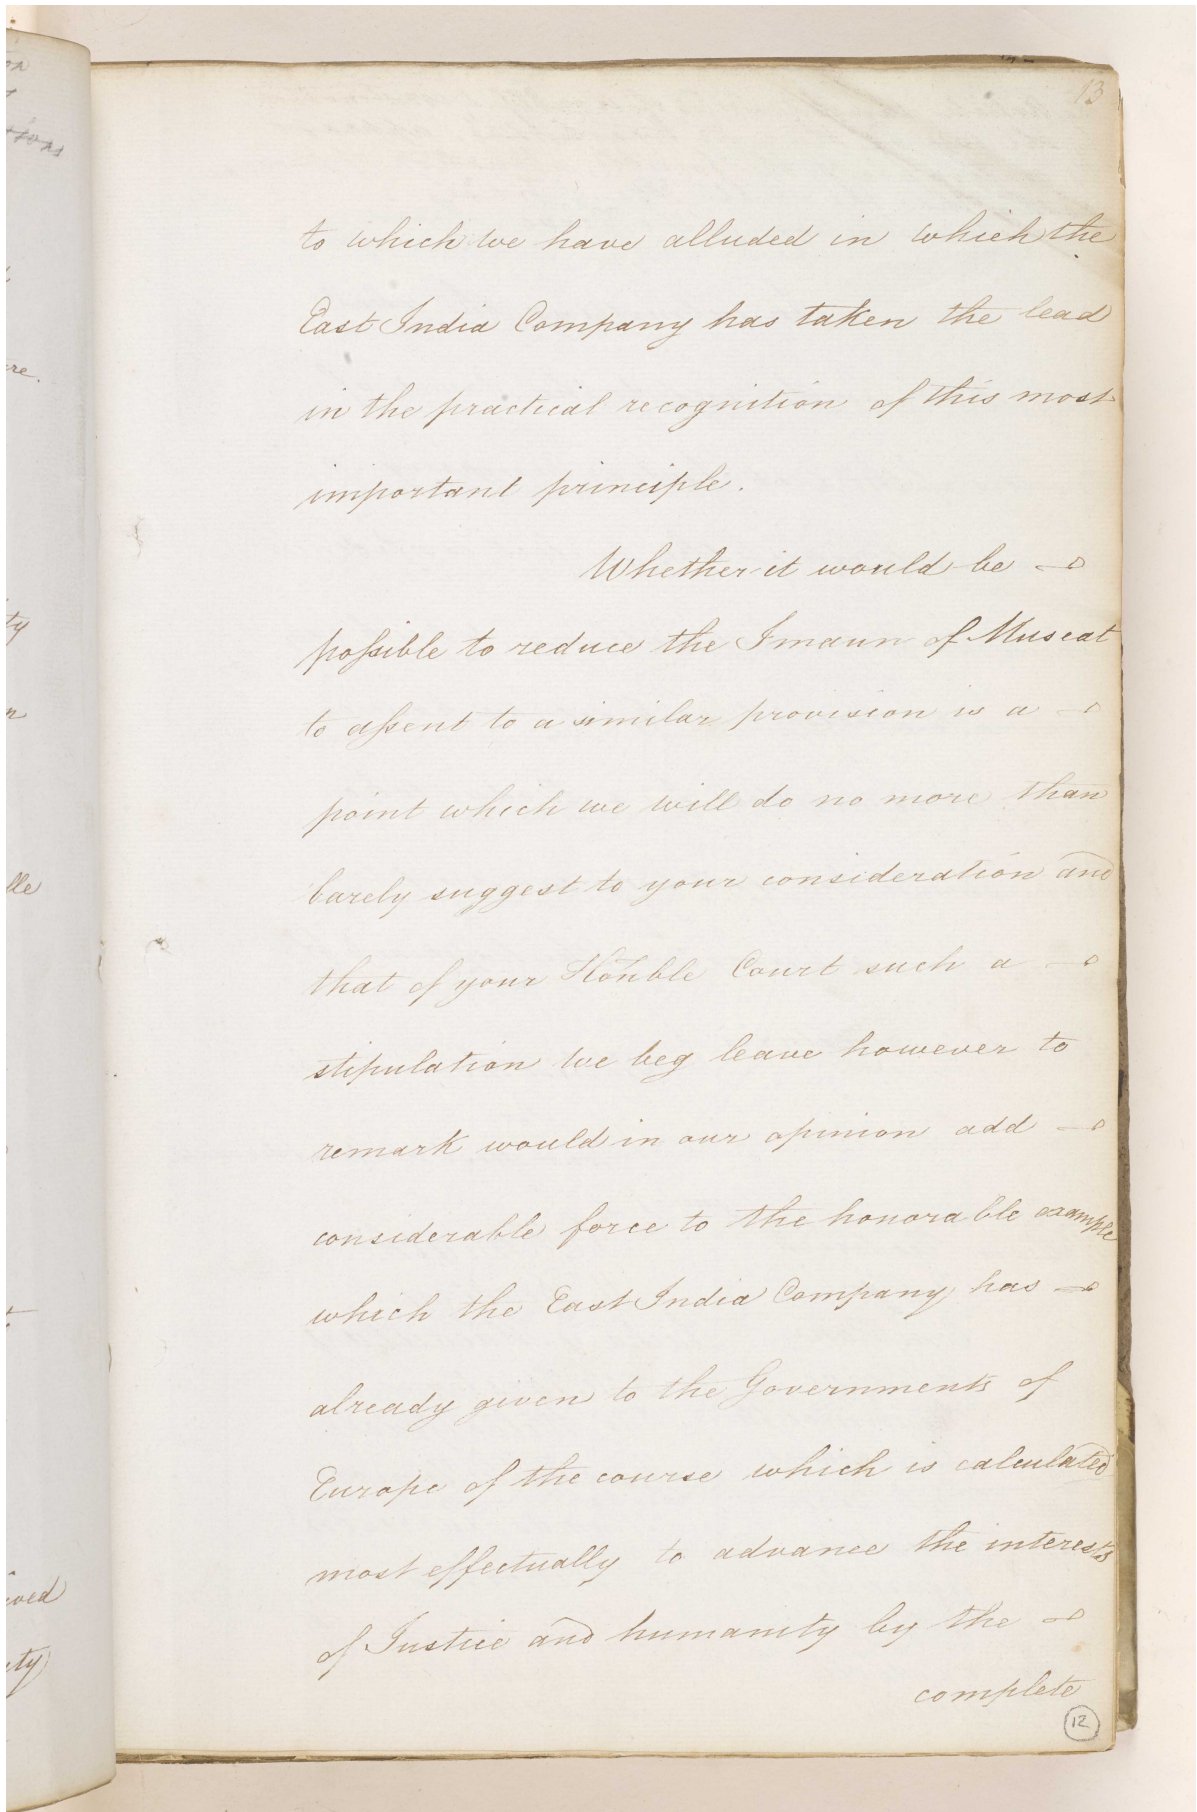 13
to which we have alluded in which the
East India Company has taken the lead
in the practical recognition of this most
important principle.
Whether it would be
possible to reduce the Imaun of Muscat
to assent to a similar provision is a
point which we will do no more than
barely suggest to your consideration and
that of your Honble Court such a
stipulation we beg leave however to
remark would in our opinion add
considerable force to the honorable example
which the East India Company has
already given to the Governments of
Europe of the course which is calculated
most effectually to advance the interests
of Justice and humanity by the
complete
12